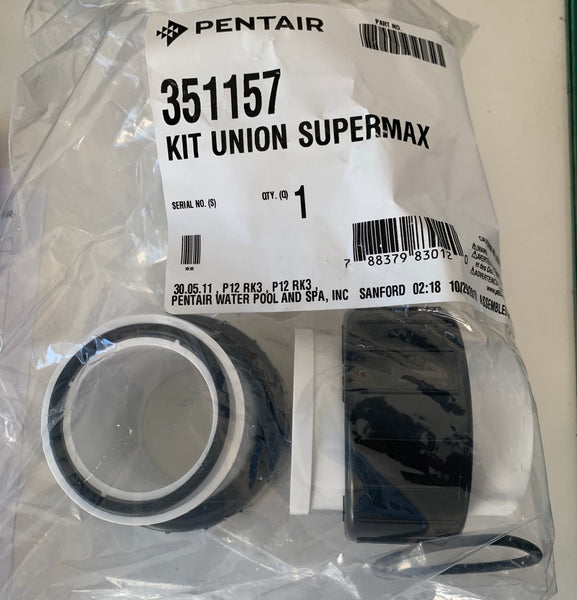 PENTAIR
PART NO.
351157
KIT UNION SUPERMAX
SERIAL NO. (S)
QTY. (Q) 1
7 88379 83012 0
30.05.11 , P12 RK3 , P12 RK3
PENTAIR WATER POOL AND SPA, INC SANFORD 02:18